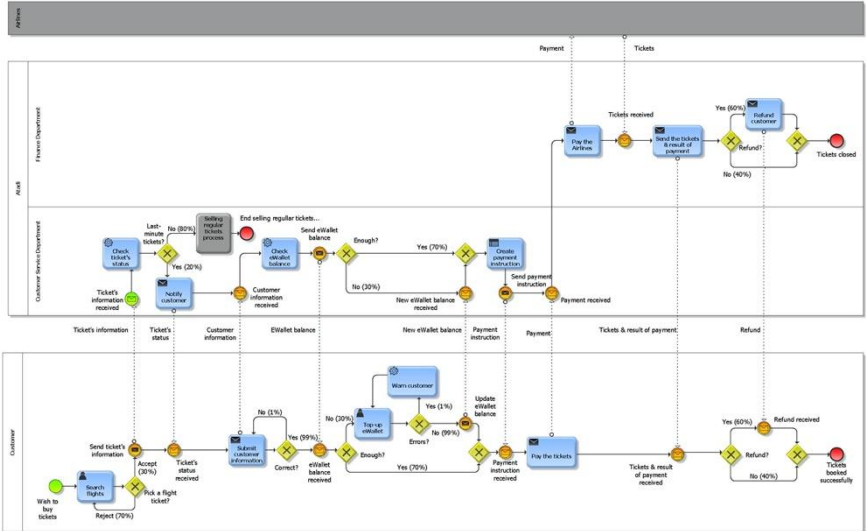 Airlines
Payment
Tickets
Atadi
Finance Department
Pay the
Airlines
Tickets received
Send the tickets
& result of
payment
Yes (60%)
Refund
customer
Refund?
No (40%)
Tickets closed
Customer Service Department
Check
ticket's
status
Last-
minute
tickets?
No (80%)
Selling
regular
tickets
process
End selling regular tickets...
Yes (20%)
Ticket's
information
received
Notify
customer
Customer
information
received
Check
eWallet
balance
Send eWallet
balance
Enough?
Yes (70%)
No (30%)
New eWallet balance
received
Create
payment
instruction
Send payment
instruction
Payment received
Ticket's information
Ticket's
status
Customer
information
EWallet balance
New eWallet balance
Payment
instruction
Payment
Tickets & result of payment
Refund
Customer
Wish to
buy
tickets
Search
flights
Reject (70%)
Pick a flight
ticket?
Accept
(30%)
Send ticket's
information
Ticket's
status
received
Submit
customer
information
No (1%)
Yes (99%)
Correct?
EWallet
balance
received
No (30%)
Enough?
Yes (70%)
Top-up
eWallet
Warn customer
Yes (1%)
Errors?
No (99%)
Update
eWallet
balance
Payment
instruction
received
Pay the tickets
Tickets & result
of payment
received
Yes (60%)
Refund received
Refund?
No (40%)
Tickets
booked
successfully